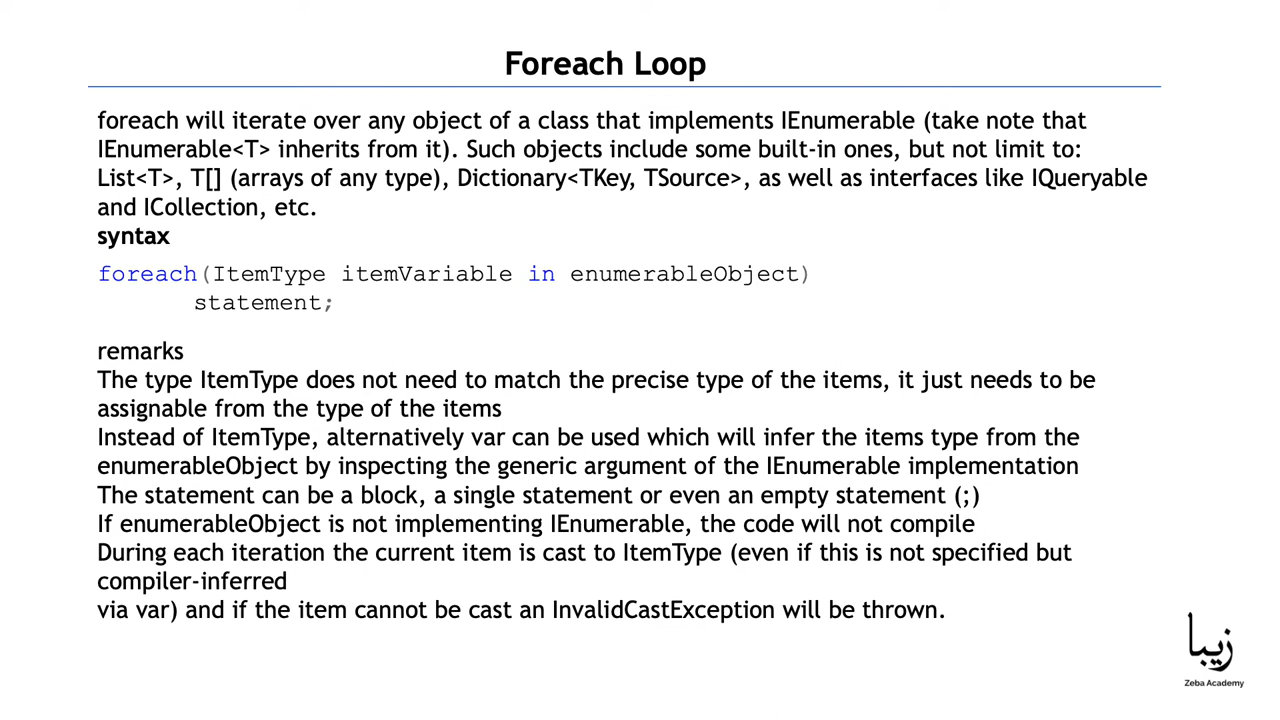 Foreach Loop
foreach will iterate over any object of a class that implements IEnumerable (take note that
IEnumerable<T> inherits from it). Such objects include some built-in ones, but not limit to:
List<T>, T[] (arrays of any type), Dictionary<TKey, TSource>, as well as interfaces like IQueryable
and ICollection, etc.
syntax
foreach(ItemType itemVariable in enumerableObject)
statement;
remarks
The type ItemType does not need to match the precise type of the items, it just needs to be
assignable from the type of the items
Instead of ItemType, alternatively var can be used which will infer the items type from the
enumerableObject by inspecting the generic argument of the IEnumerable implementation
The statement can be a block, a single statement or even an empty statement (;)
If enumerableObject is not implementing IEnumerable, the code will not compile
During each iteration the current item is cast to ItemType (even if this is not specified but
compiler-inferred
via var) and if the item cannot be cast an InvalidCastException will be thrown.
زیبا
Zeba Academy